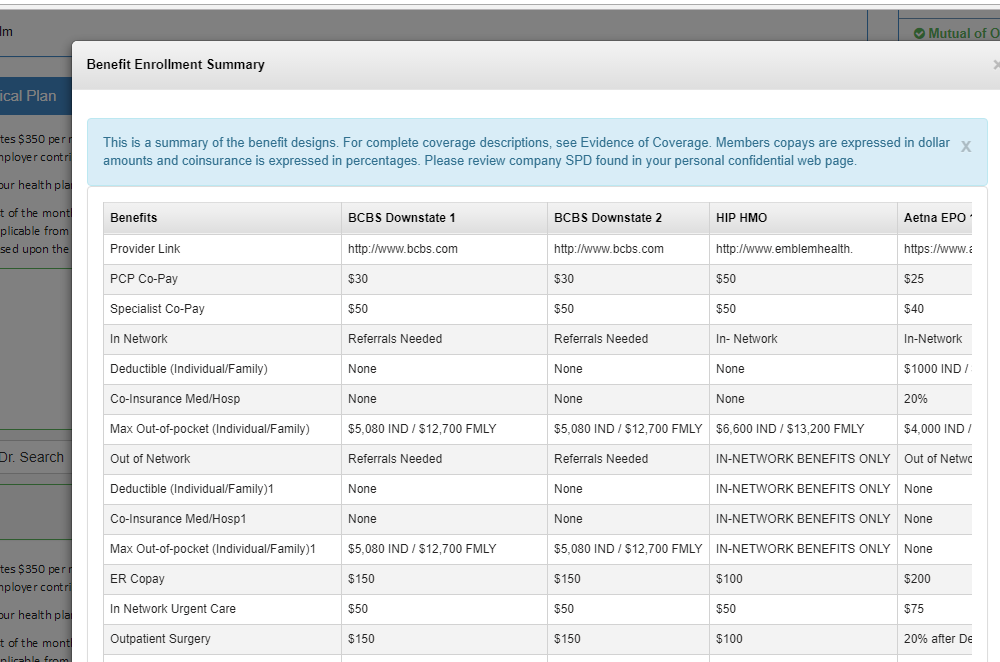 lm
Mutual of O
Benefit Enrollment Summary
x
ical Plan
This is a summary of the benefit designs. For complete coverage descriptions, see Evidence of Coverage. Members copays are expressed in dollar
amounts and coinsurance is expressed in percentages. Please review company SPD found in your personal confidential web page.
x
tes $350 per
mployer contri
our health pla
t of the mont
plicable from
sed upon the
Benefits BCBS Downstate 1 BCBS Downstate 2 HIP HMO Aetna EPO
Provider Link http://www.bcbs.com http://www.bcbs.com http://www.emblemhealth. https://www.a
PCP Co-Pay $30 $30 $50 $25
Specialist Co-Pay $50 $50 $50 $40
In Network Referrals Needed Referrals Needed In- Network In-Network
Deductible (Individual/Family) None None None $1000 IND /
Co-Insurance Med/Hosp None None None 20%
Max Out-of-pocket (Individual/Family) $5,080 IND / $12,700 FMLY $5,080 IND / $12,700 FMLY $6,600 IND / $13,200 FMLY $4,000 IND /
Out of Network Referrals Needed Referrals Needed IN-NETWORK BENEFITS ONLY Out of Netwo
Dr. Search
Deductible (Individual/Family)1 None None IN-NETWORK BENEFITS ONLY None
Co-Insurance Med/Hosp1 None None IN-NETWORK BENEFITS ONLY None
Max Out-of-pocket (Individual/Family)1 $5,080 IND / $12,700 FMLY $5,080 IND / $12,700 FMLY IN-NETWORK BENEFITS ONLY None
ER Copay $150 $150 $100 $200
In Network Urgent Care $50 $50 $50 $75
Outpatient Surgery $150 $150 $100 20% after De
tes $350 per
mployer contri
our health pla
t of the mont
plicable from